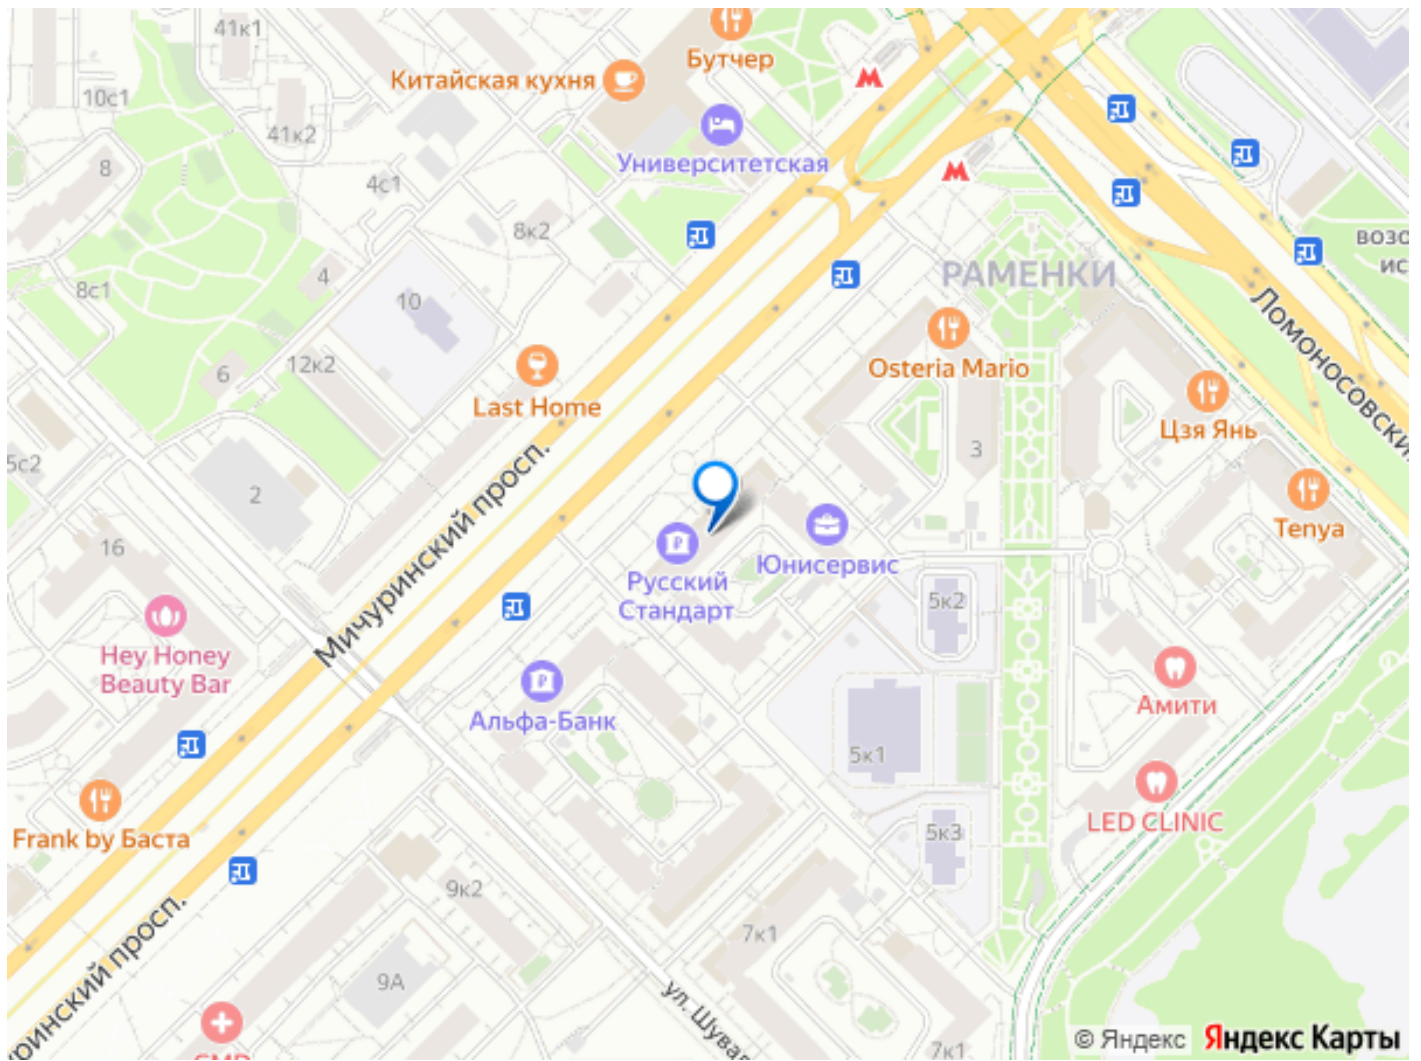 41к1
Бутчер
Китайская кухня
10с1
41к2
Университетская
8
4с1
8к2
РАМЕНКИ
возо
ис
4
8с1
10
Ломоносовский
12к2
6
Osteria Mario
Last Home
Цзя Янь
3
5с2
2
Мичуринский просп.
Tenya
16
Юнисервис
Русский
Стандарт
5к2
Hey Honey
Beauty Bar
Альфа-Банк
Амити
5к1
LED CLINIC
5к3
Frank by Баста
9к2
7к1
9А
уринский просп.
ул. Шувал
SMD
7к1
© Яндекс
Яндекс Карты